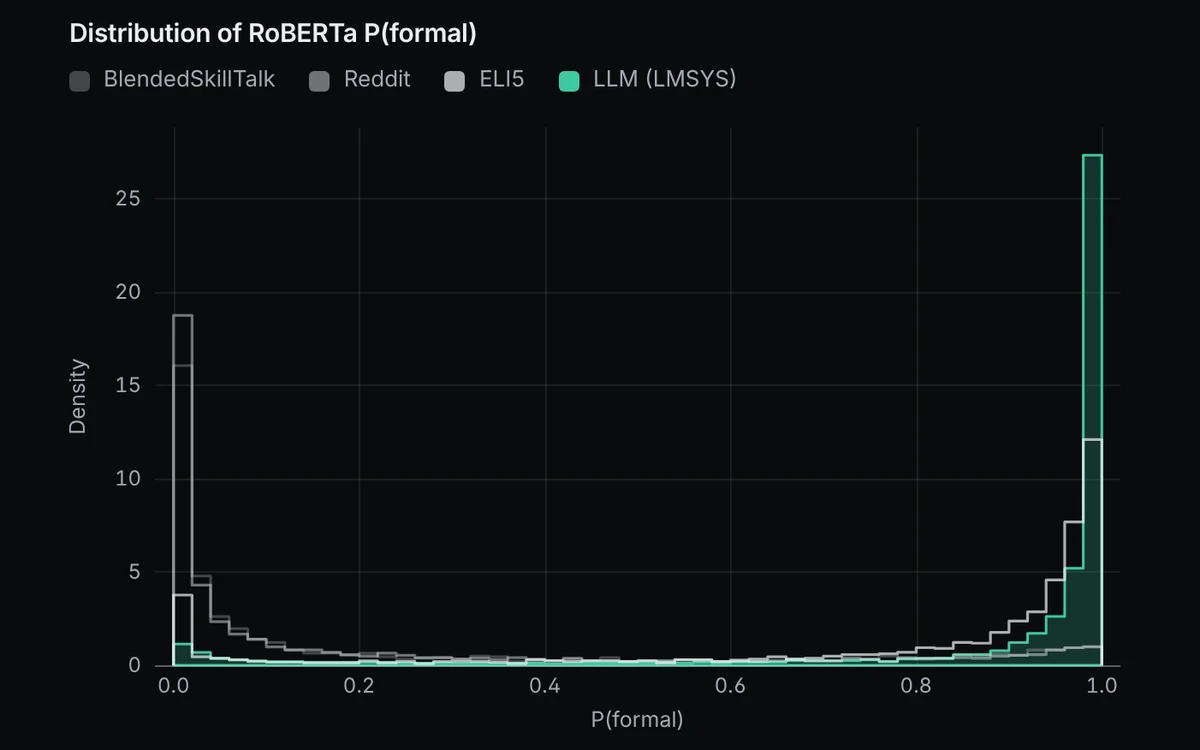 Distribution of RoBERTa P(formal)
BlendedSkillTalk Reddit ELI5 LLM (LMSYS)
25
20
15
10
5
0
Density
0.0 0.2 0.4 0.6 0.8 1.0
P(formal)